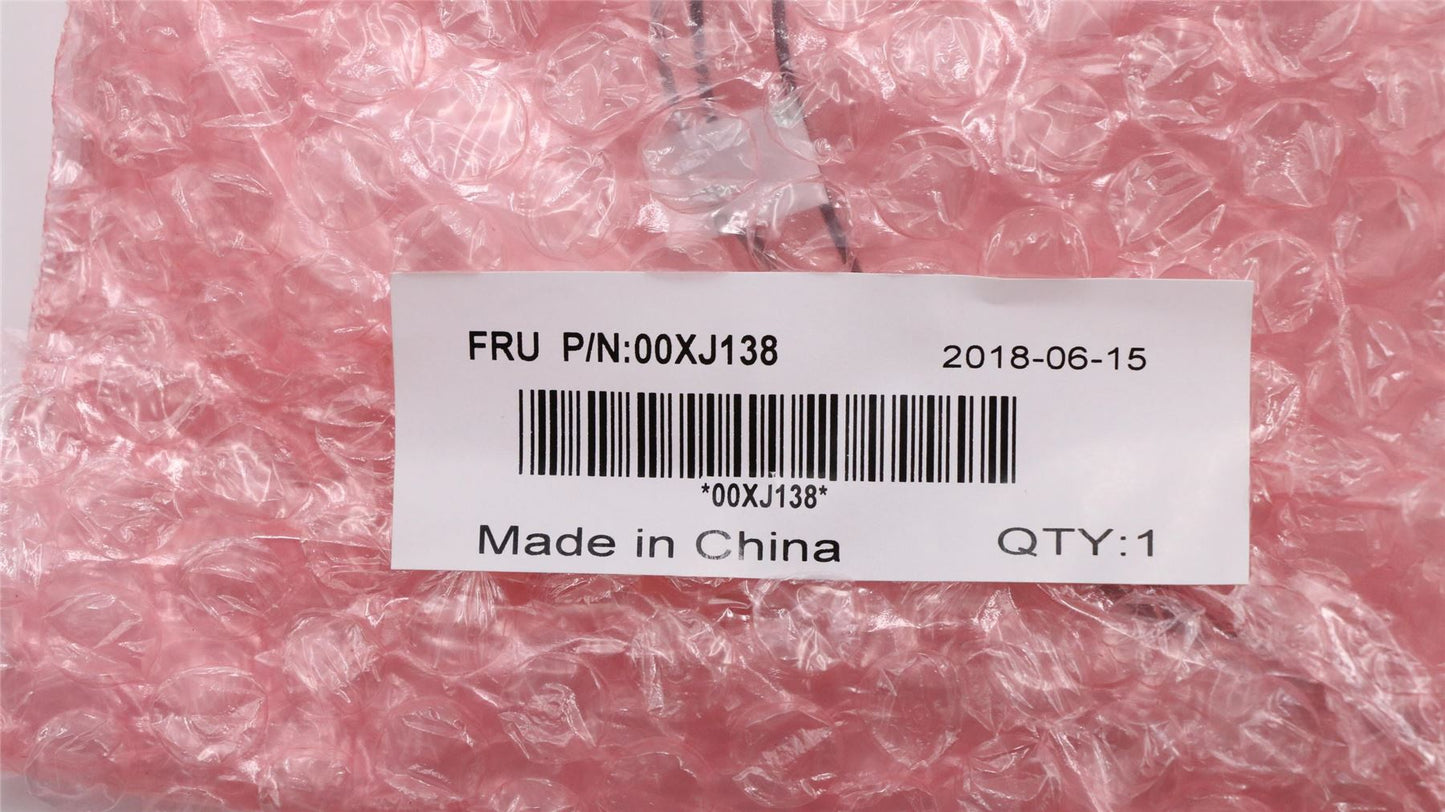 FRU P/N:00XJ138 2018-06-15
*00XJ138*
Made in China QTY:1